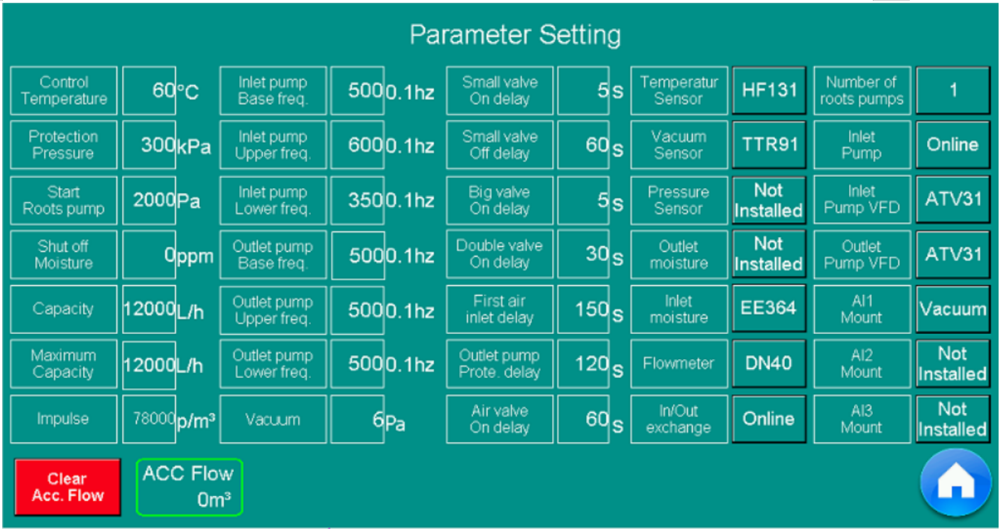 Parameter Setting
Control Temperature 60 °C Inlet pump Base freq. 500 0.1hz Small valve On delay 5 s Temperatur Sensor HF131 Number of roots pumps 1
Protection Pressure 300 kPa Inlet pump Upper freq. 600 0.1hz Small valve Off delay 60 s Vacuum Sensor TTR91 Inlet Pump Online
Start Roots pump 2000 Pa Inlet pump Lower freq. 350 0.1hz Big valve On delay 5 s Pressure Sensor Not Installed Inlet Pump VFD ATV31
Shut off Moisture 0 ppm Outlet pump Base freq. 500 0.1hz Double valve On delay 30 s Outlet moisture Not Installed Outlet Pump VFD ATV31
Capacity 12000 L/h Outlet pump Upper freq. 500 0.1hz First air inlet delay 150 s Inlet moisture EE364 AI1 Mount Vacuum
Maximum Capacity 12000 L/h Outlet pump Lower freq. 500 0.1hz Outlet pump Prote. delay 120 s Flowmeter DN40 AI2 Mount Not Installed
Impulse 78000 p/m³ Vacuum 6 Pa Air valve On delay 60 s In/Out exchange Online AI3 Mount Not Installed
Clear Acc. Flow
ACC Flow
0m³